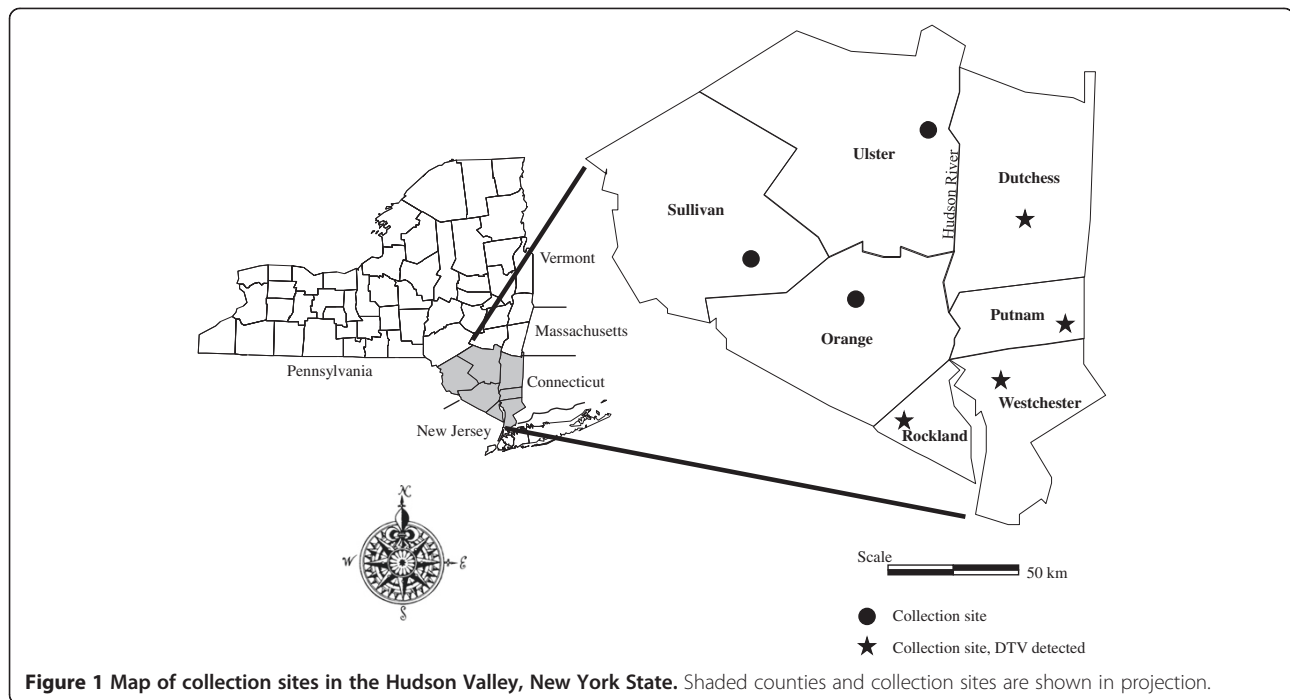 Vermont
Massachusetts
Pennsylvania
Connecticut
New Jersey
N
W
E
S
Ulster
Hudson River
Dutchess
Sullivan
Putnam
Orange
Westchester
Rockland
Scale
50 km
Collection site
Collection site, DTV detected
Figure 1 Map of collection sites in the Hudson Valley, New York State. Shaded counties and collection sites are shown in projection.